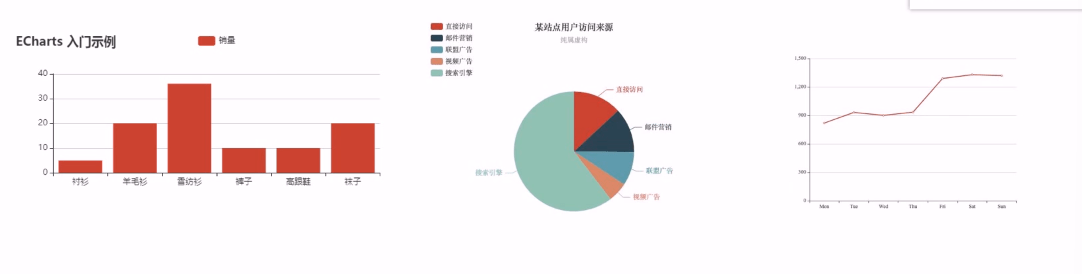 ECharts 入门示例
销量
40
30
20
10
0
衬衫
羊毛衫
雪纺衫
裤子
高跟鞋
袜子
直接访问
邮件营销
联盟广告
视频广告
搜索引擎
某站点用户访问来源
纯属虚构
直接访问
邮件营销
联盟广告
视频广告
搜索引擎
1,500
1,200
900
600
300
0
Mon
Tue
Wed
Thu
Fri
Sat
Sun